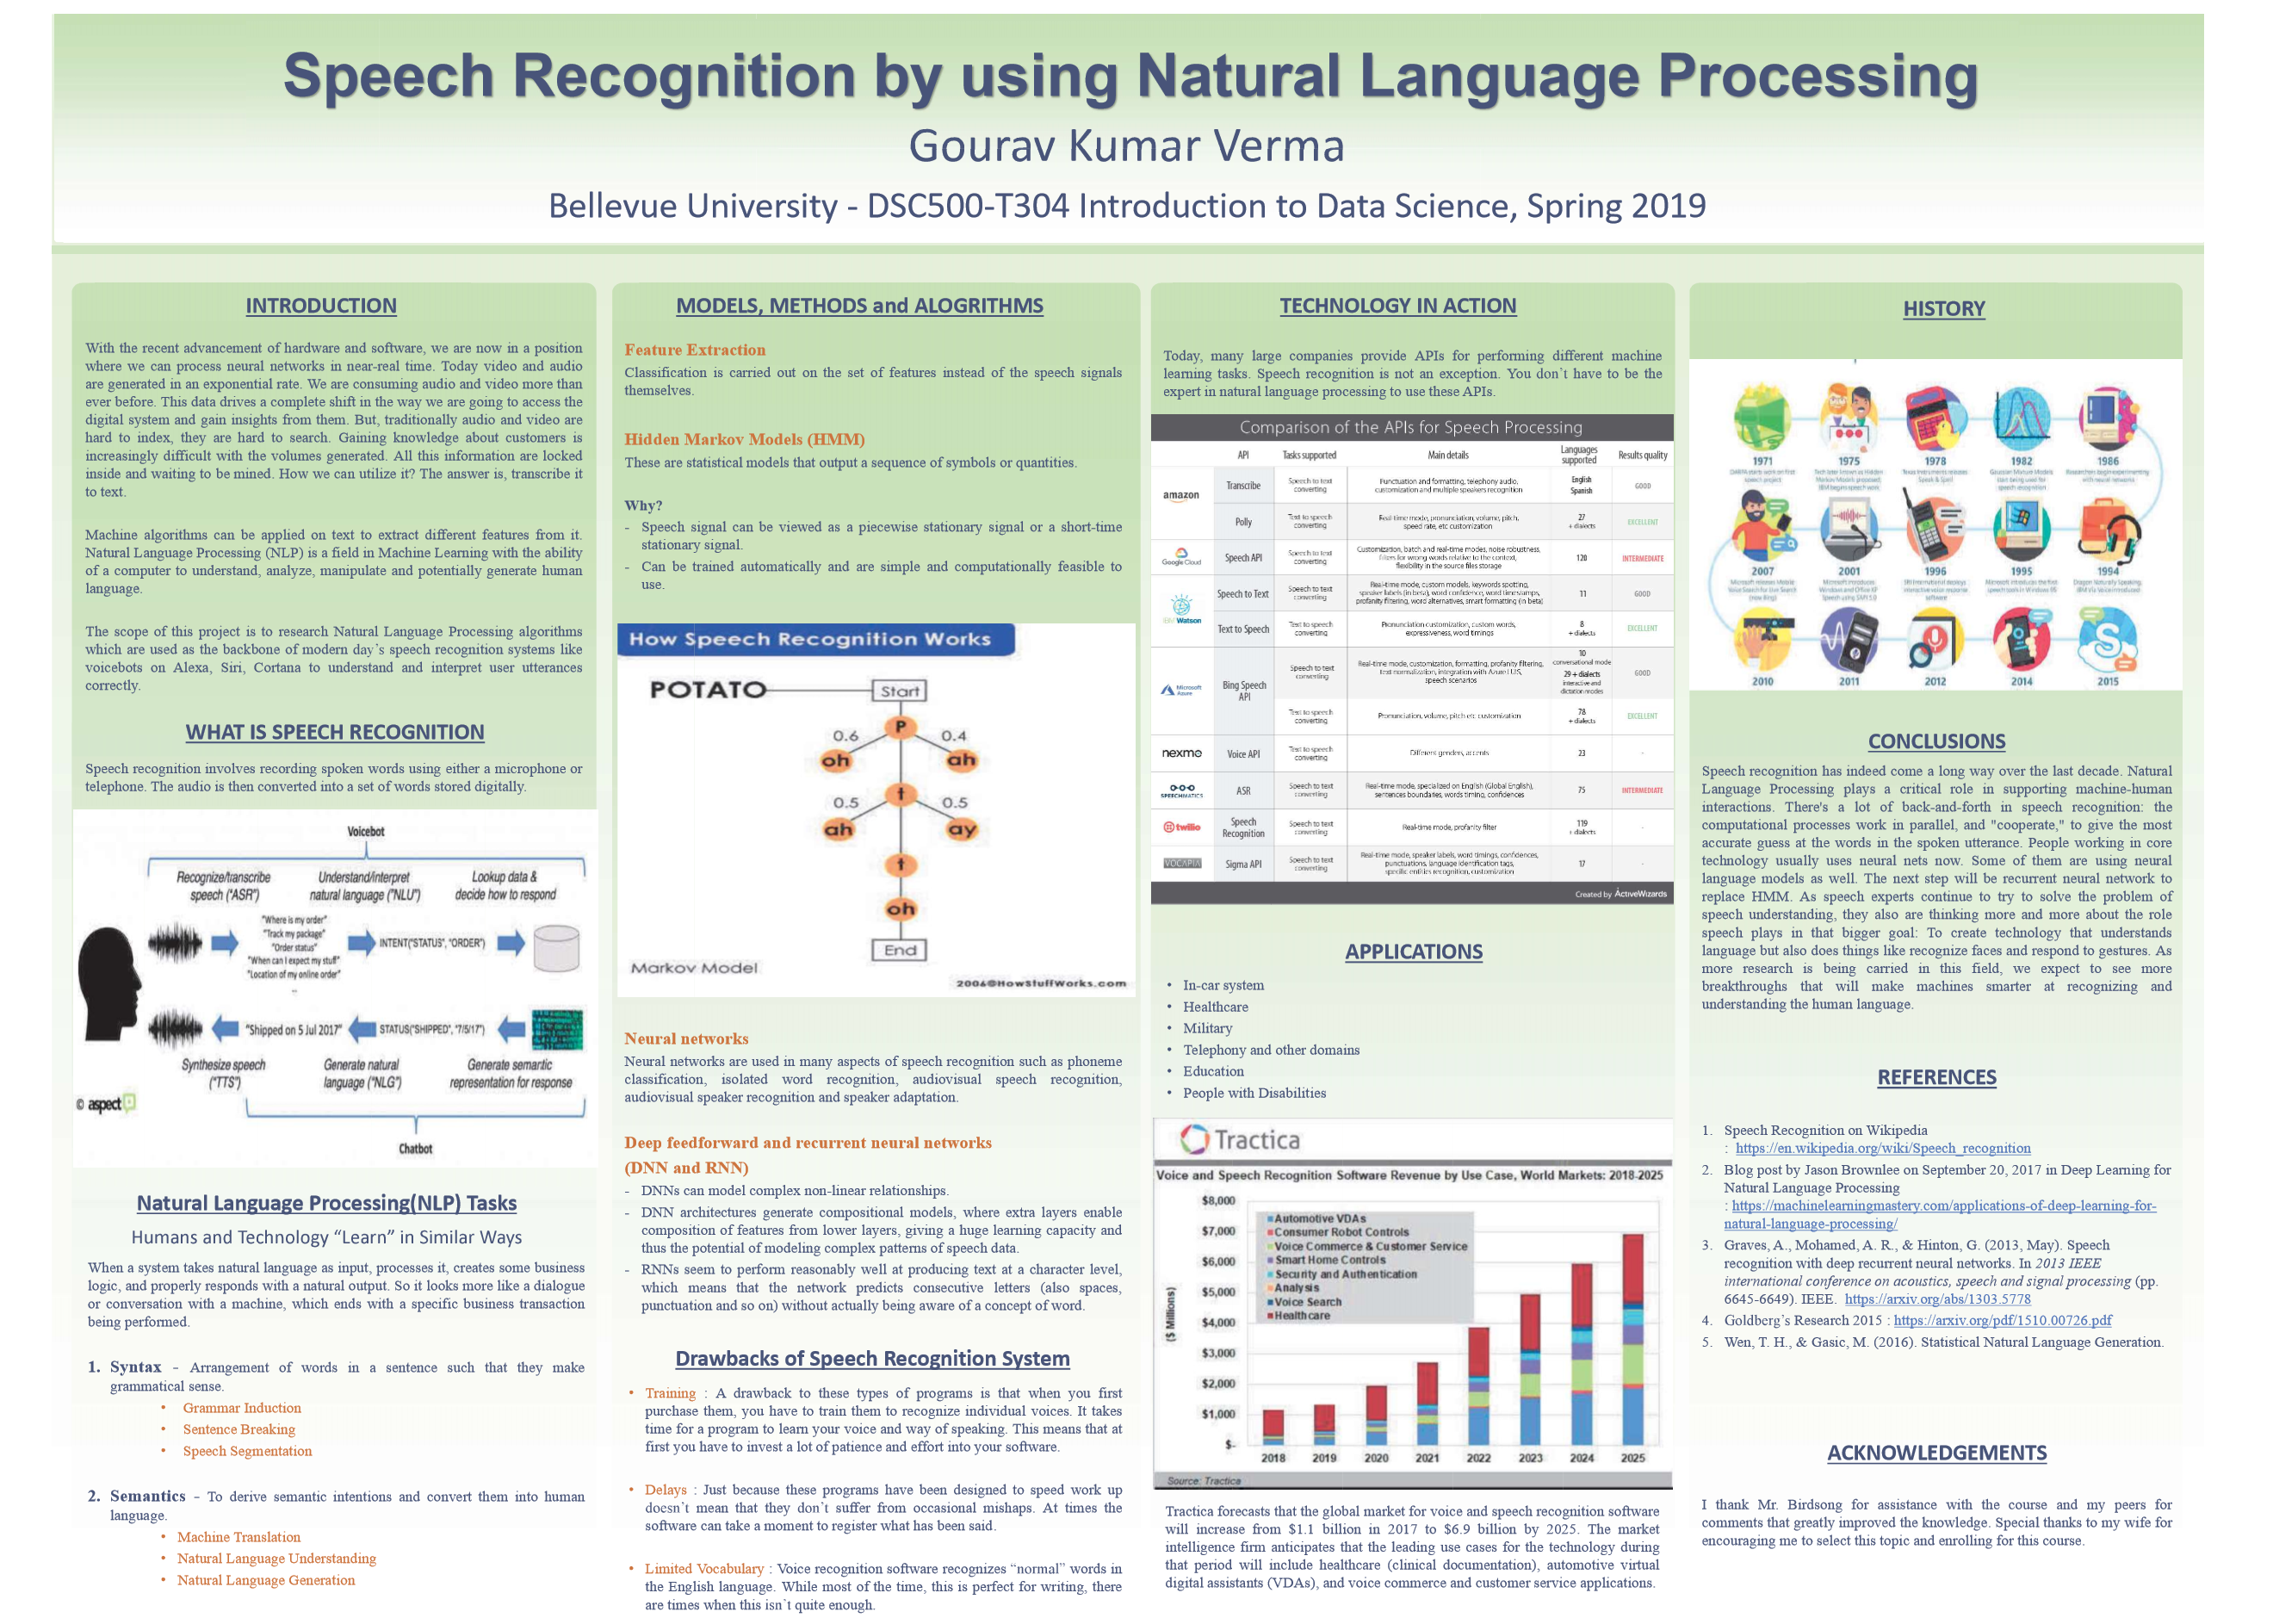 Speech Recognition by using Natural Language Processing
Gourav Kumar Verma
Bellevue University - DSC500-T304 Introduction to Data Science, Spring 2019
INTRODUCTION
With the recent advancement of hardware and software, we are now in a position
where we can process neural networks in near-real time. Today video and audio
are generated in an exponential rate. We are consuming audio and video more than
ever before. This data drives a complete shift in the way we are going to access the
digital system and gain insights from them. But, traditionally audio and video are
hard to index, they are hard to search. Gaining knowledge about customers is
increasingly difficult with the volumes generated. All this information are locked
inside and waiting to be mined. How we can utilize it? The answer is, transcribe it
to text.
Machine algorithms can be applied on text to extract different features from it.
Natural Language Processing (NLP) is a field in Machine Learning with the ability
of a computer to understand, analyze, manipulate and potentially generate human
language.
The scope of this project is to research Natural Language Processing algorithms
which are used as the backbone of modern day's speech recognition systems like
voicebots on Alexa, Siri, Cortana to understand and interpret user utterances
correctly.
WHAT IS SPEECH RECOGNITION
Speech recognition involves recording spoken words using either a microphone or
telephone. The audio is then converted into a set of words stored digitally.
Voicebot
Recognize/transcribe speech ("ASR")
Understand/interpret natural language ("NLU")
Lookup data & decide how to respond
"Where is my order"
"Track my package"
"Order status"
"When can I expect my stuff"
"Location of my online order"
...
INTENT("STATUS", "ORDER")
"Shipped on 5 Jul 2017"
STATUS("SHIPPED", "7/5/17")
Synthesize speech ("TTS")
Generate natural language ("NLG")
Generate semantic representation for response
© aspect
Chatbot
Natural Language Processing(NLP) Tasks
Humans and Technology “Learn” in Similar Ways
When a system takes natural language as input, processes it, creates some business
logic, and properly responds with a natural output. So it looks more like a dialogue
or conversation with a machine, which ends with a specific business transaction
being performed.
1. Syntax - Arrangement of words in a sentence such that they make
grammatical sense.
• Grammar Induction
• Sentence Breaking
• Speech Segmentation
2. Semantics - To derive semantic intentions and convert them into human
language.
• Machine Translation
• Natural Language Understanding
• Natural Language Generation
MODELS, METHODS and ALOGRITHMS
Feature Extraction
Classification is carried out on the set of features instead of the speech signals
themselves.
Hidden Markov Models (HMM)
These are statistical models that output a sequence of symbols or quantities.
Why?
- Speech signal can be viewed as a piecewise stationary signal or a short-time
stationary signal.
- Can be trained automatically and are simple and computationally feasible to
use.
How Speech Recognition Works
POTATO
Start
P
0.6
0.4
oh
ah
t
0.5
0.5
ah
ay
t
oh
End
Markov Model
2006©HowStuffWorks.com
Neural networks
Neural networks are used in many aspects of speech recognition such as phoneme
classification, isolated word recognition, audiovisual speech recognition,
audiovisual speaker recognition and speaker adaptation.
Deep feedforward and recurrent neural networks
(DNN and RNN)
- DNNs can model complex non-linear relationships.
- DNN architectures generate compositional models, where extra layers enable
composition of features from lower layers, giving a huge learning capacity and
thus the potential of modeling complex patterns of speech data.
- RNNs seem to perform reasonably well at producing text at a character level,
which means that the network predicts consecutive letters (also spaces,
punctuation and so on) without actually being aware of a concept of word.
Drawbacks of Speech Recognition System
• Training : A drawback to these types of programs is that when you first
purchase them, you have to train them to recognize individual voices. It takes
time for a program to learn your voice and way of speaking. This means that at
first you have to invest a lot of patience and effort into your software.
• Delays : Just because these programs have been designed to speed work up
doesn't mean that they don't suffer from occasional mishaps. At times the
software can take a moment to register what has been said.
• Limited Vocabulary : Voice recognition software recognizes “normal” words in
the English language. While most of the time, this is perfect for writing, there
are times when this isn't quite enough.
TECHNOLOGY IN ACTION
Today, many large companies provide APIs for performing different machine
learning tasks. Speech recognition is not an exception. You don't have to be the
expert in natural language processing to use these APIs.
Comparison of the APIs for Speech Processing
API Tasks supported Main details Languages supported Results quality
amazon
Transcribe Speech to text converting Punctuation and formatting, telephony audio, customization and multiple speakers recognition English Spanish GOOD
Polly Text to speech converting Real-time mode, pronunciation, volume, pitch, speed rate, etc customization 27 + dialects EXCELLENT
Google Cloud Speech API Speech to text converting Customization, batch and real-time modes, noise robustness, filters for wrong words relative to the context, flexibility in the source files storage 120 INTERMEDIATE
IBM Watson
Speech to Text Speech to text converting Real-time mode, custom models, keywords spotting, speaker labels (in beta), word confidence, word timestamps, profanity filtering, word alternatives, smart formatting (in beta) 11 GOOD
Text to Speech Text to speech converting Pronunciation customization, custom words, expressiveness, word timings 8 + dialects EXCELLENT
Microsoft Azure Bing Speech API
Speech to text converting Real-time mode, customization, formatting, profanity filtering, text normalization, integration with Azure LUIS, speech scenarios 10 conversational mode 29 + dialects interactive and dictation modes GOOD
Text to speech converting Pronunciation, volume, pitch etc customization 78 + dialects EXCELLENT
nexmo Voice API Text to speech converting Different genders, accents 23 -
SPEECHMATICS ASR Speech to text converting Real-time mode, specialized on English (Global English), sentences boundaries, words timing, confidences 75 INTERMEDIATE
twilio Speech Recognition Speech to text converting Real-time mode, profanity filter 119 + dialects -
VOCAPIA Sigma API Speech to text converting Real-time mode, speaker labels, word timings, confidences, punctuations, language identification tags, specific entities recognition, customization 17 -
Created by ActiveWizards
APPLICATIONS
• In-car system
• Healthcare
• Military
• Telephony and other domains
• Education
• People with Disabilities
Tractica
Voice and Speech Recognition Software Revenue by Use Case, World Markets: 2018-2025
($ Millions)
$8,000
$7,000
$6,000
$5,000
$4,000
$3,000
$2,000
$1,000
$-
Automotive VDAs
Consumer Robot Controls
Voice Commerce & Customer Service
Smart Home Controls
Security and Authentication
Analysis
Voice Search
Healthcare
2018 2019 2020 2021 2022 2023 2024 2025
Source: Tractica
Tractica forecasts that the global market for voice and speech recognition software
will increase from $1.1 billion in 2017 to $6.9 billion by 2025. The market
intelligence firm anticipates that the leading use cases for the technology during
that period will include healthcare (clinical documentation), automotive virtual
digital assistants (VDAs), and voice commerce and customer service applications.
HISTORY
1971 1975 1978 1982 1986
2007 2001 1996 1995 1994
2010 2011 2012 2014 2015
CONCLUSIONS
Speech recognition has indeed come a long way over the last decade. Natural
Language Processing plays a critical role in supporting machine-human
interactions. There's a lot of back-and-forth in speech recognition: the
computational processes work in parallel, and "cooperate," to give the most
accurate guess at the words in the spoken utterance. People working in core
technology usually uses neural nets now. Some of them are using neural
language models as well. The next step will be recurrent neural network to
replace HMM. As speech experts continue to try to solve the problem of
speech understanding, they also are thinking more and more about the role
speech plays in that bigger goal: To create technology that understands
language but also does things like recognize faces and respond to gestures. As
more research is being carried in this field, we expect to see more
breakthroughs that will make machines smarter at recognizing and
understanding the human language.
REFERENCES
1. Speech Recognition on Wikipedia
: https://en.wikipedia.org/wiki/Speech_recognition
2. Blog post by Jason Brownlee on September 20, 2017 in Deep Learning for
Natural Language Processing
: https://machinelearningmastery.com/applications-of-deep-learning-for-
natural-language-processing/
3. Graves, A., Mohamed, A. R., & Hinton, G. (2013, May). Speech
recognition with deep recurrent neural networks. In 2013 IEEE
international conference on acoustics, speech and signal processing (pp.
6645-6649). IEEE. https://arxiv.org/abs/1303.5778
4. Goldberg's Research 2015 : https://arxiv.org/pdf/1510.00726.pdf
5. Wen, T. H., & Gasic, M. (2016). Statistical Natural Language Generation.
ACKNOWLEDGEMENTS
I thank Mr. Birdsong for assistance with the course and my peers for
comments that greatly improved the knowledge. Special thanks to my wife for
encouraging me to select this topic and enrolling for this course.